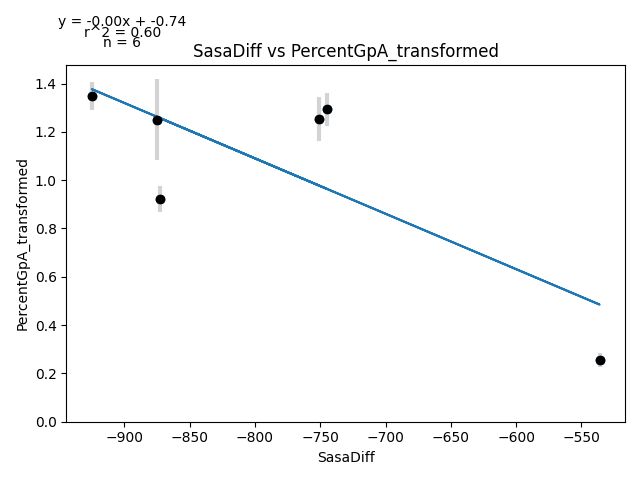 y = -0.00x + -0.74
r^2 = 0.60
n = 6
SasaDiff vs PercentGpA_transformed
1.4
1.2
1.0
0.8
0.6
0.4
0.2
0.0
PercentGpA_transformed
−900 −850 −800 −750 −700 −650 −600 −550
SasaDiff